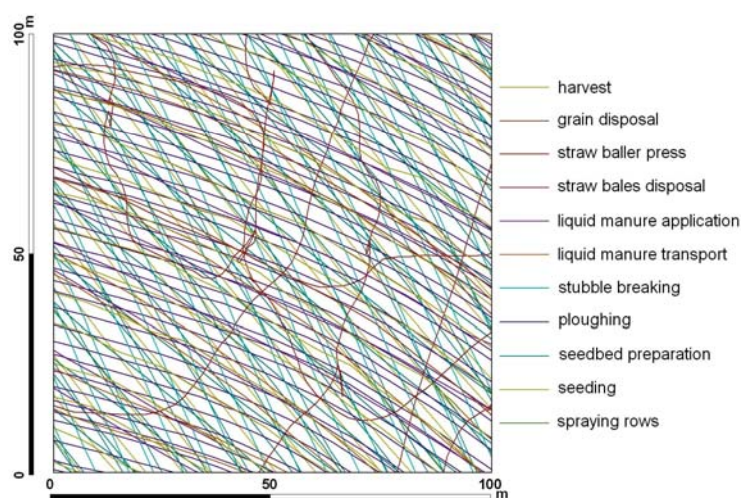 100
m
50
0
0
50
100
m
harvest
grain disposal
straw baller press
straw bales disposal
liquid manure application
liquid manure transport
stubble breaking
ploughing
seedbed preparation
seeding
spraying rows